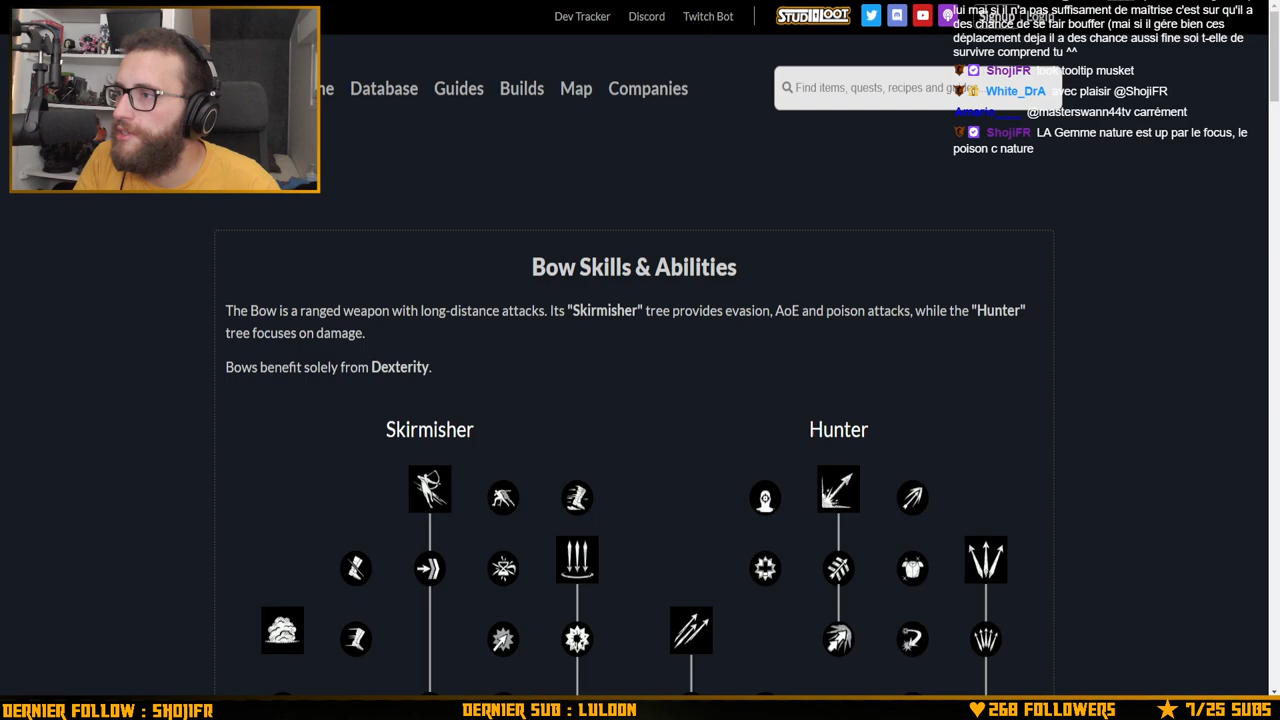 Dev Tracker Discord Twitch Bot STUDIOLOOT Signup Login
Database Guides Builds Map Companies
Find items, quests, recipes and
lui mai si il n'a pas suffisament de maîtrise c'est sur qu'il a
des chance de se fair bouffer (mai si il gére bien ces
déplacement deja il a des chance aussi fine soi t-elle de
survivre comprend tu ^^
ShojiFR look tooltip musket
White_DrA avec plaisir @ShojiFR
@masterswann44tv carrément
ShojiFR LA Gemme nature est up par le focus, le
poison c nature
Bow Skills & Abilities
The Bow is a ranged weapon with long-distance attacks. Its "Skirmisher" tree provides evasion, AoE and poison attacks, while the "Hunter"
tree focuses on damage.
Bows benefit solely from Dexterity.
Skirmisher Hunter
DERNIER FOLLOW : SHOJIFR DERNIER SUB : LULOON 268 FOLLOWERS 7/25 SUBS